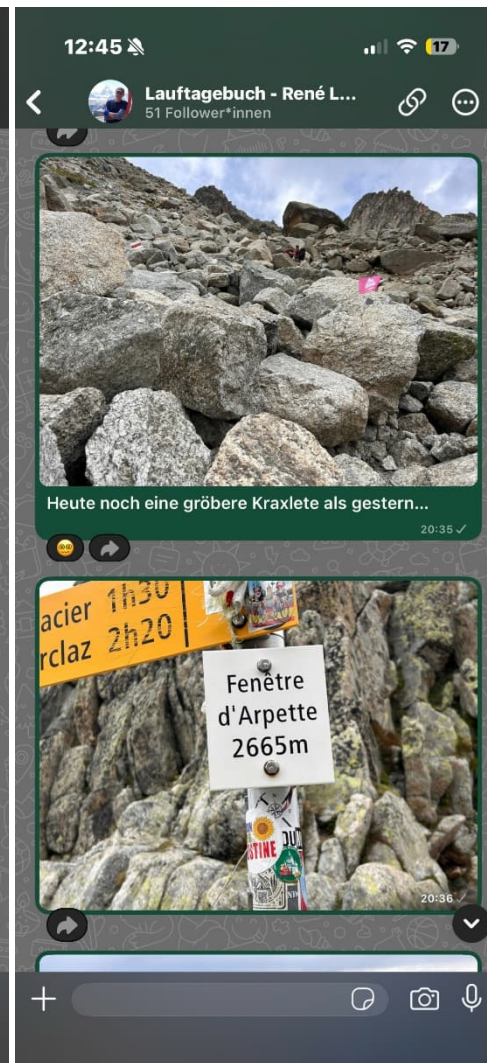 12:45
17
Lauftagebuch - René L...
51 Follower*innen
Heute noch eine gröbere Kraxlete als gestern...
20:35
acier 1h30
rclaz 2h20
Fenêtre
d'Arpette
2665m
STINE
20:36